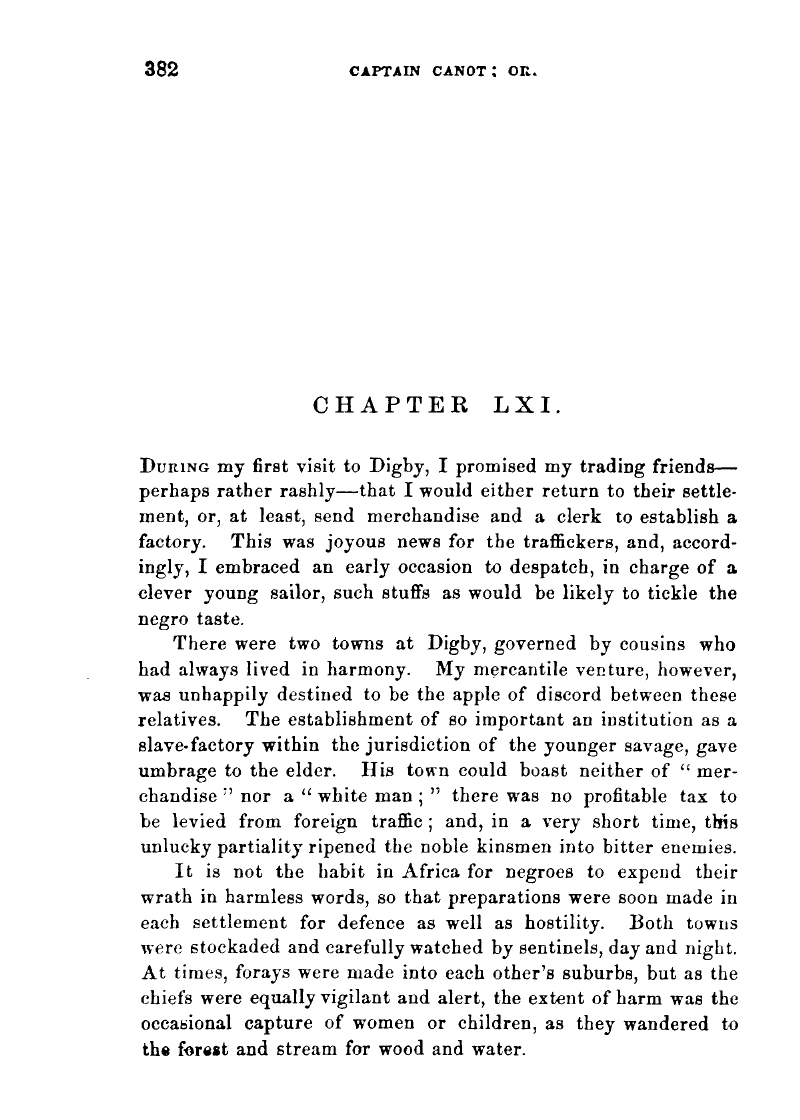 382 CAPTAIN CANOT; OR.
CHAPTER LXI.
DURING my first visit to Digby, I promised my trading friends—
perhaps rather rashly—that I would either return to their settle-
ment, or, at least, send merchandise and a clerk to establish a
factory. This was joyous news for the traffickers, and, accord-
ingly, I embraced an early occasion to despatch, in charge of a
clever young sailor, such stuffs as would be likely to tickle the
negro taste.
There were two towns at Digby, governed by cousins who
had always lived in harmony. My mercantile venture, however,
was unhappily destined to be the apple of discord between these
relatives. The establishment of so important an institution as a
slave-factory within the jurisdiction of the younger savage, gave
umbrage to the elder. His town could boast neither of “ mer-
chandise ” nor a “ white man ; ” there was no profitable tax to
be levied from foreign traffic ; and, in a very short time, this
unlucky partiality ripened the noble kinsmen into bitter enemies.
It is not the habit in Africa for negroes to expend their
wrath in harmless words, so that preparations were soon made in
each settlement for defence as well as hostility. Both towns
were stockaded and carefully watched by sentinels, day and night.
At times, forays were made into each other's suburbs, but as the
chiefs were equally vigilant and alert, the extent of harm was the
occasional capture of women or children, as they wandered to
the forest and stream for wood and water.